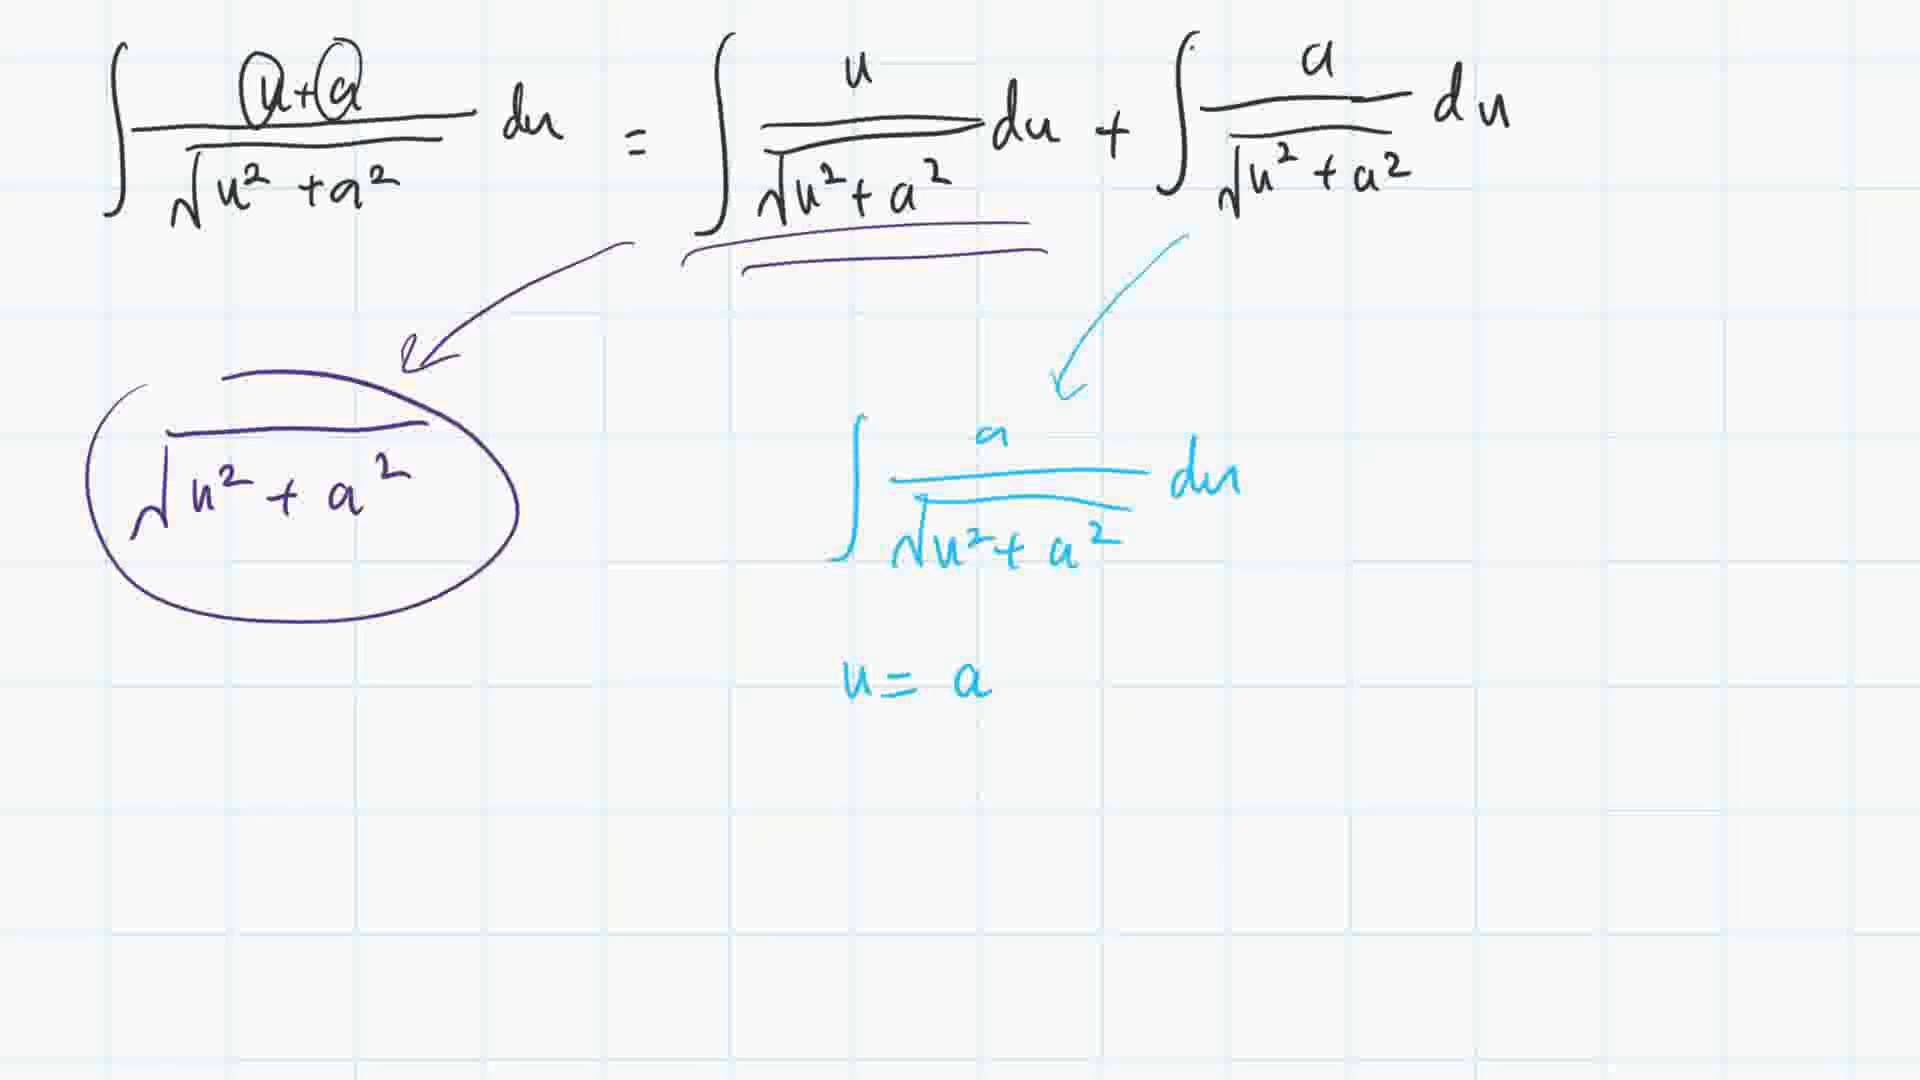 ∫ (u+a)/√(u² + a²) du = ∫ u/√(u² + a²) du + ∫ a/√(u² + a²) du
√(u² + a²)
∫ a/√(u² + a²) du
u = a